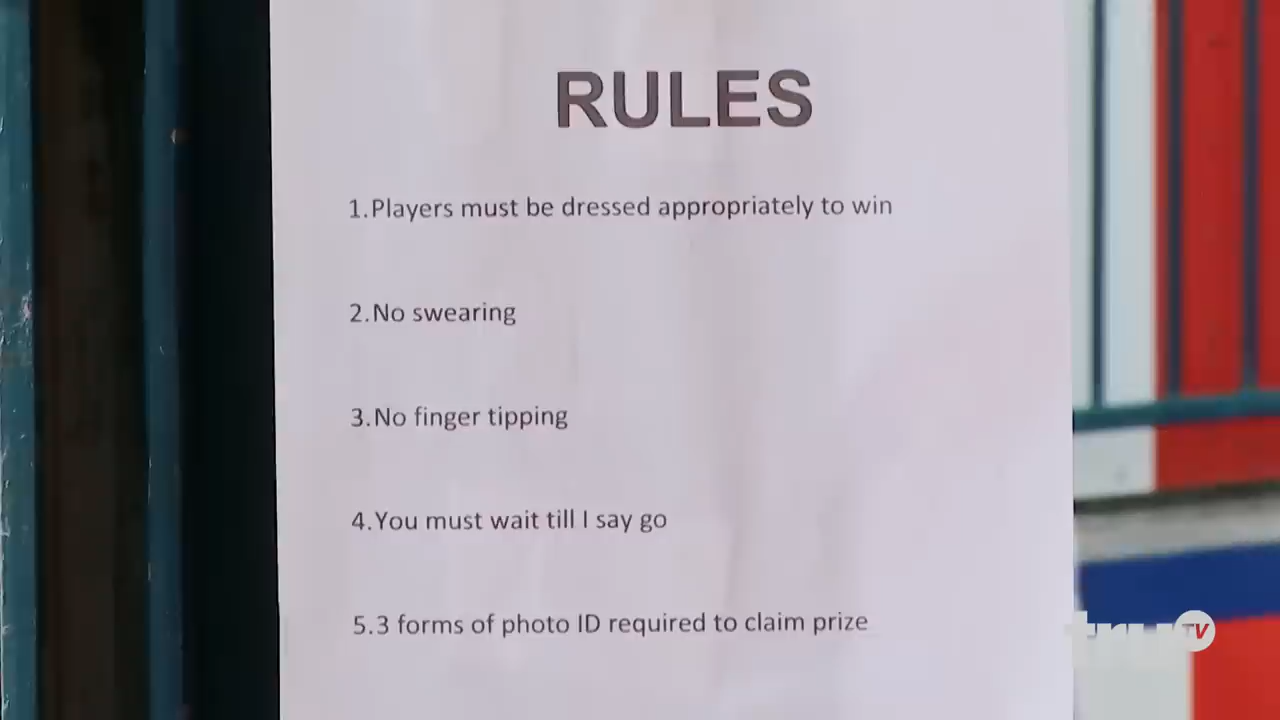 RULES
1.Players must be dressed appropriately to win
2.No swearing
3.No finger tipping
4.You must wait till I say go
5.3 forms of photo ID required to claim prize
truTV